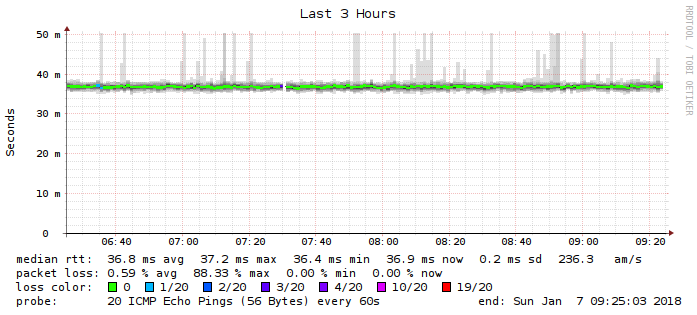 Last 3 Hours
RRDTOOL / TOBI OETIKER
Seconds
50 m
40 m
30 m
20 m
10 m
0
06:40 07:00 07:20 07:40 08:00 08:20 08:40 09:00 09:20
median rtt: 36.8 ms avg 37.2 ms max 36.4 ms min 36.9 ms now 0.2 ms sd 236.3 am/s
packet loss: 0.59 % avg 88.33 % max 0.00 % min 0.00 % now
loss color: 0 1/20 2/20 3/20 4/20 10/20 19/20
probe: 20 ICMP Echo Pings (56 Bytes) every 60s end: Sun Jan 7 09:25:03 2018